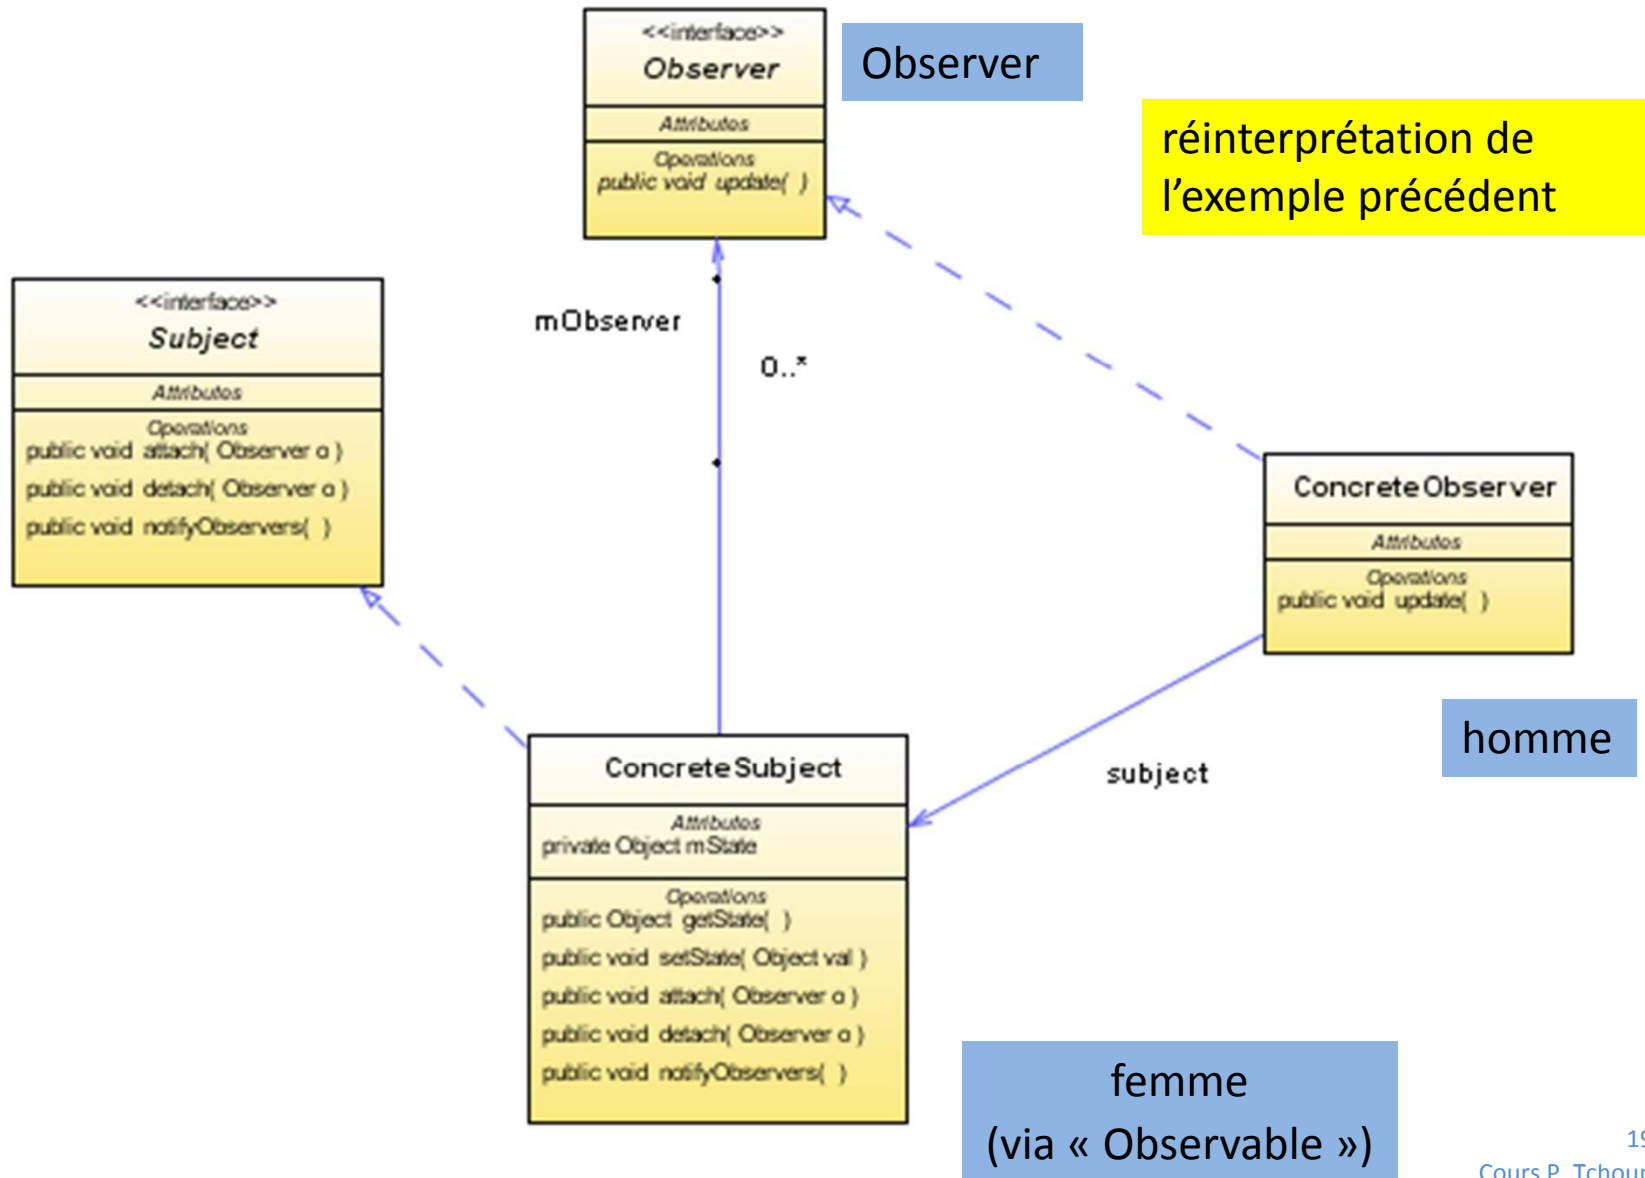 <<interface>>
Observer
Attributes
Operations
public void update( )
Observer
réinterprétation de
l'exemple précédent
<<interface>>
Subject
Attributes
Operations
public void attach( Observer o )
public void detach( Observer o )
public void notifyObservers( )
mObserver
0..*
ConcreteObserver
Attributes
Operations
public void update( )
homme
subject
ConcreteSubject
Attributes
private Object mState
Operations
public Object getState( )
public void setState( Object val )
public void attach( Observer o )
public void detach( Observer o )
public void notifyObservers( )
femme
(via « Observable »)
19
Cours P.